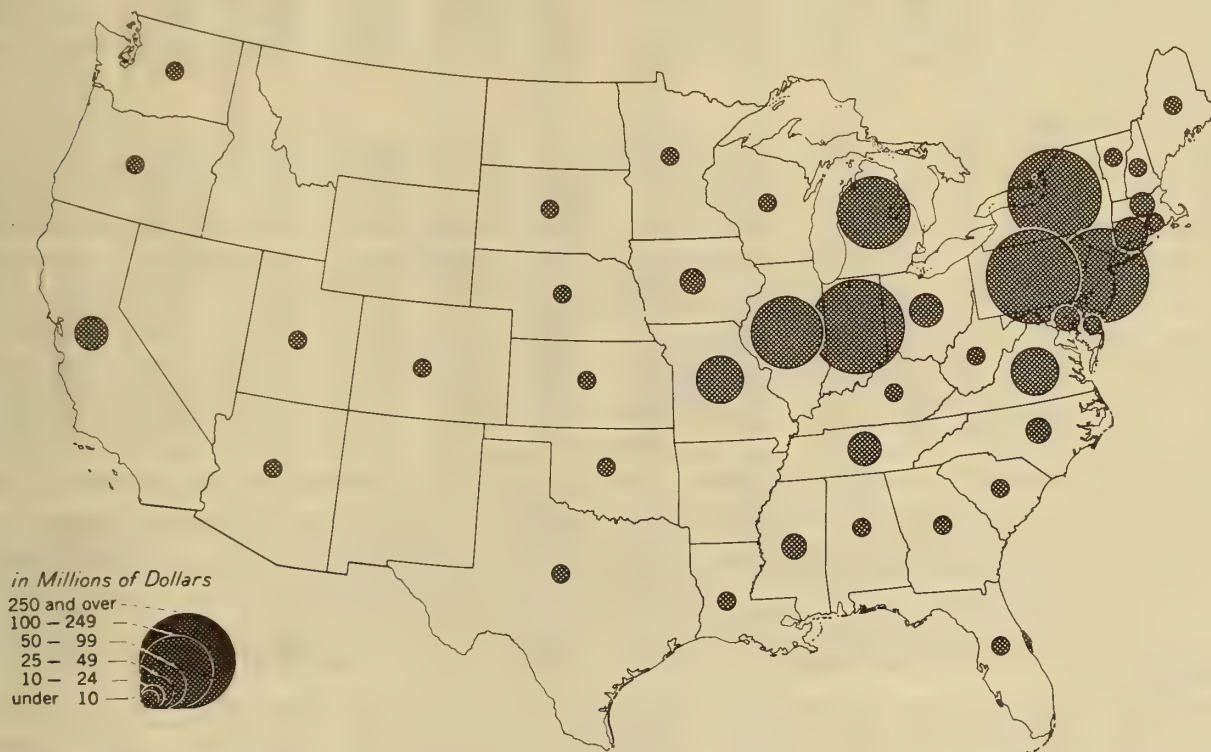 in Millions of Dollars
250 and over
100 – 249
50 – 99
25 – 49
10 – 24
under 10